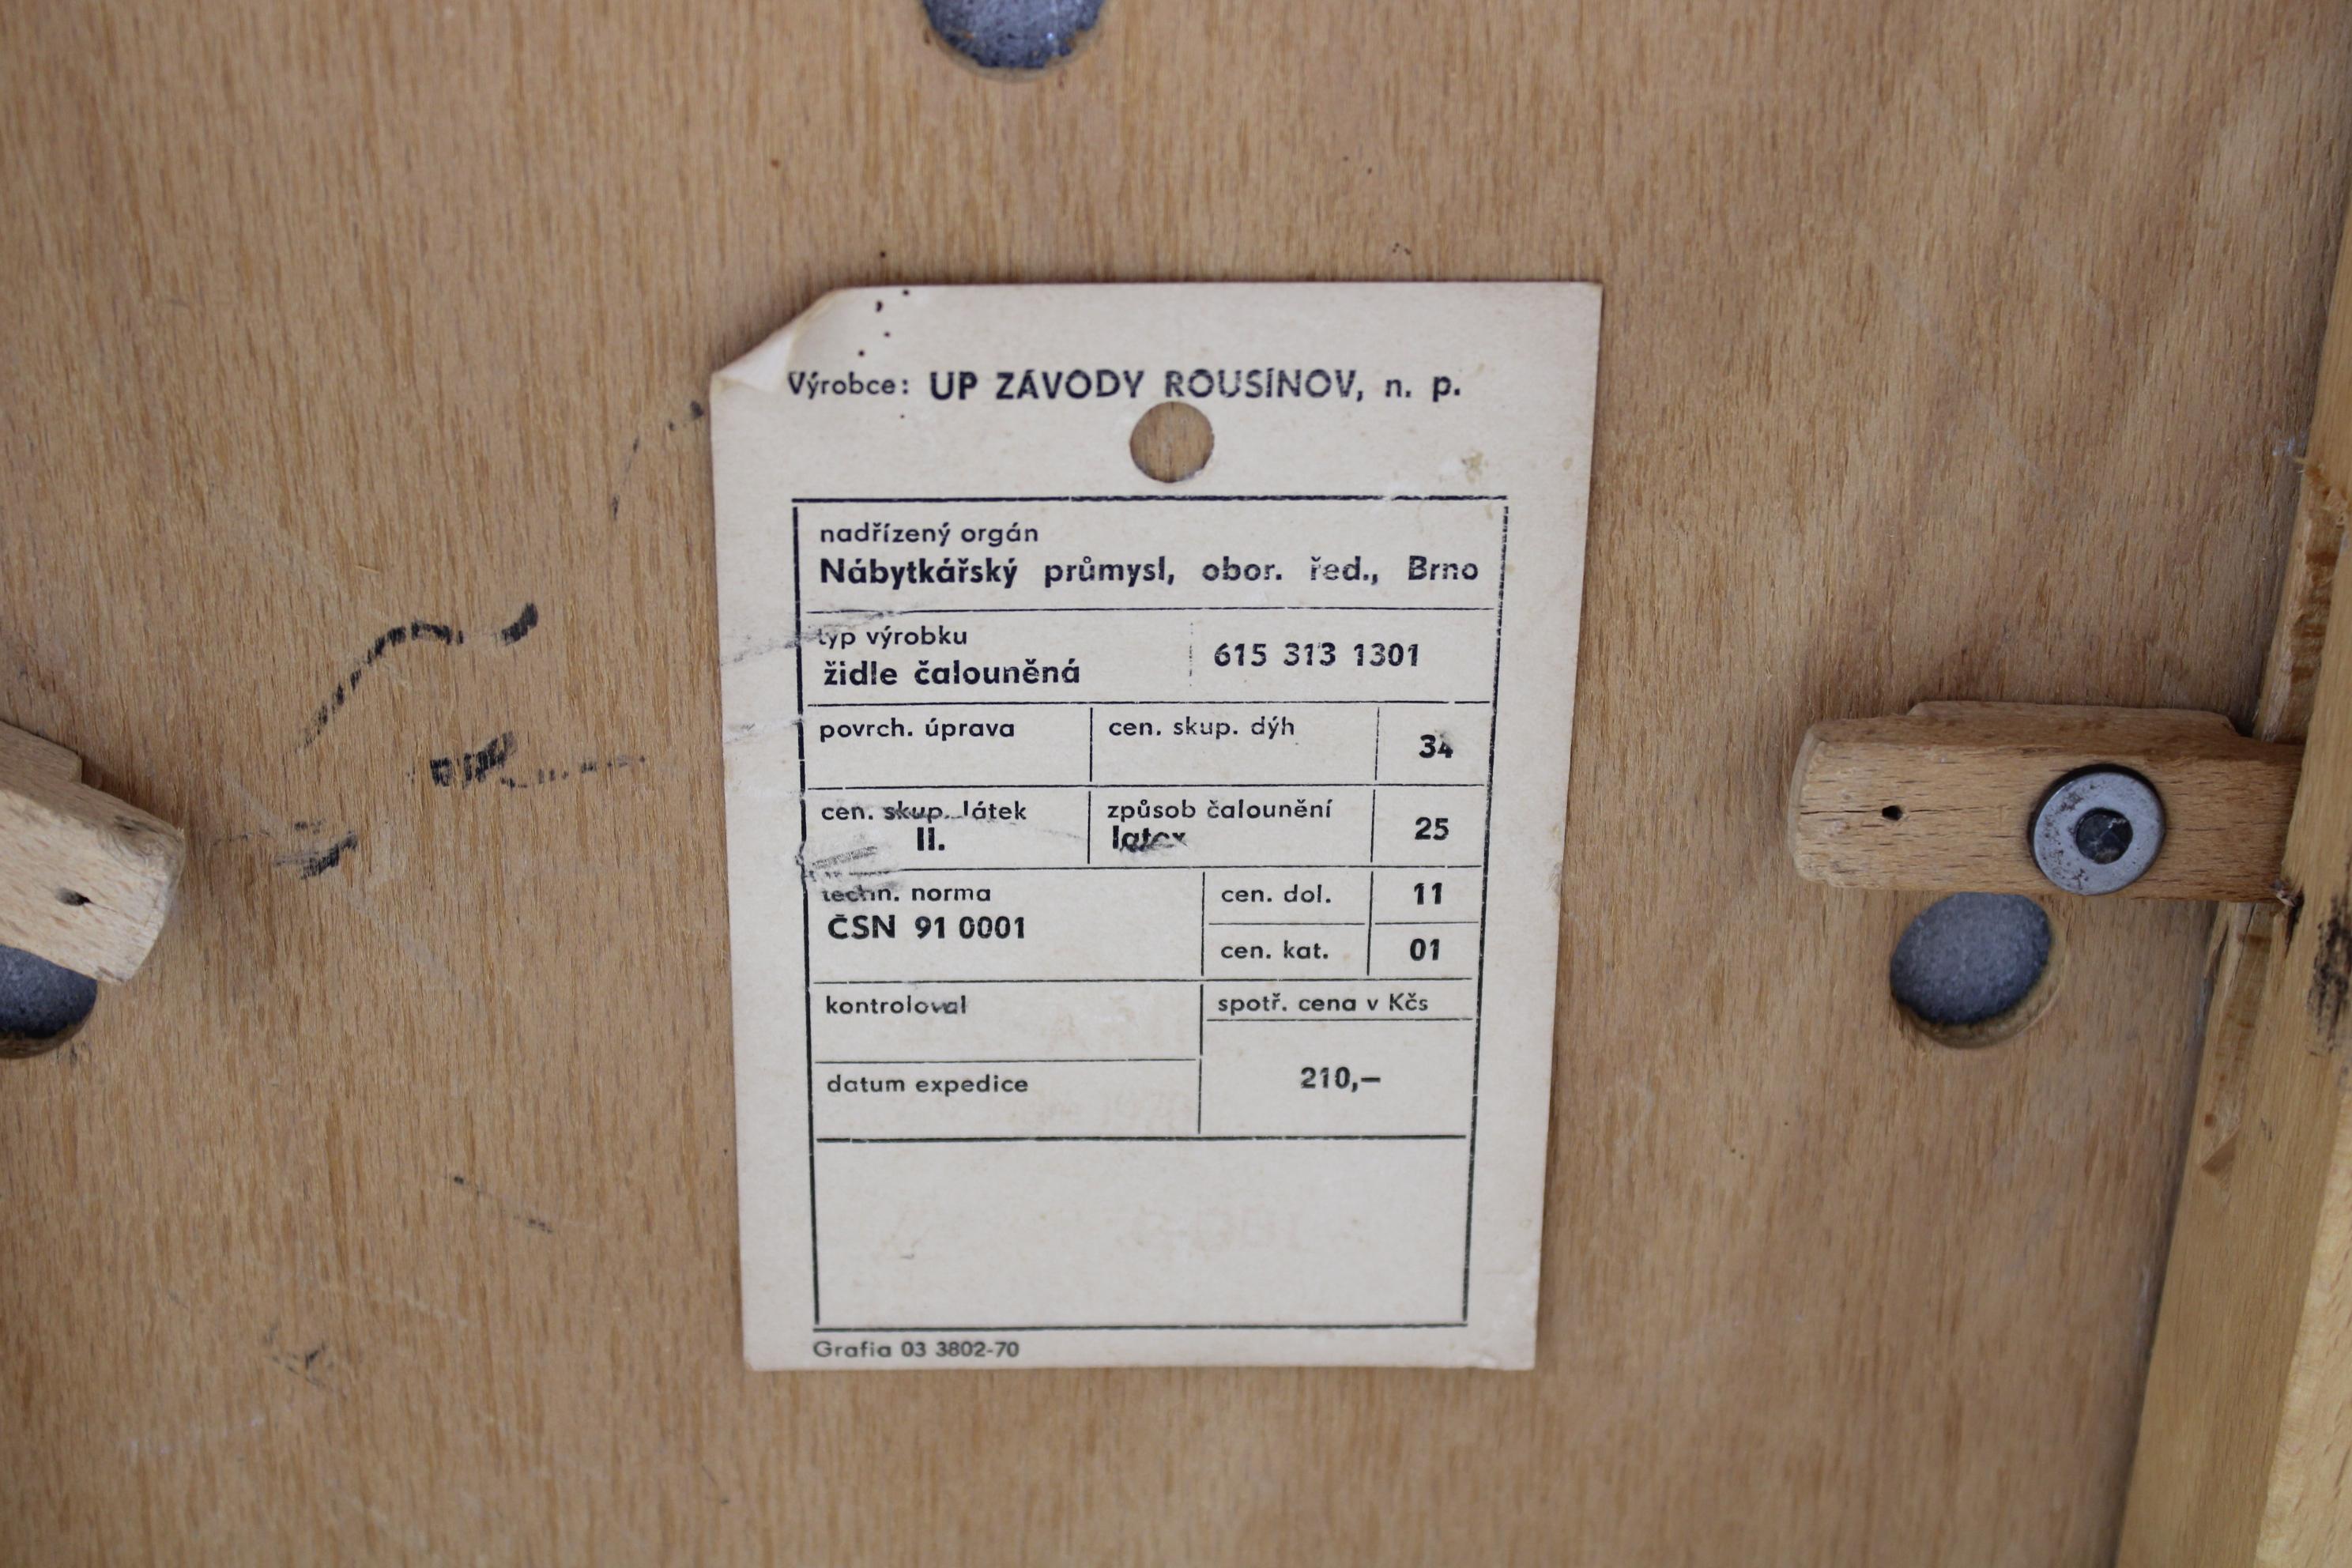 Výrobce: UP ZÁVODY ROUSÍNOV, n. p.
nadřízený orgán
Nábytkářský průmysl, obor. řed., Brno
typ výrobku
židle čalouněná
615 313 1301
povrch. úprava
cen. skup. dýh
34
cen. skup. látek
II.
způsob čalounění
latex
25
techn. norma
ČSN 91 0001
cen. dol.
11
cen. kat.
01
kontroloval
spotř. cena v Kčs
210,—
datum expedice
Grafia 03 3802-70